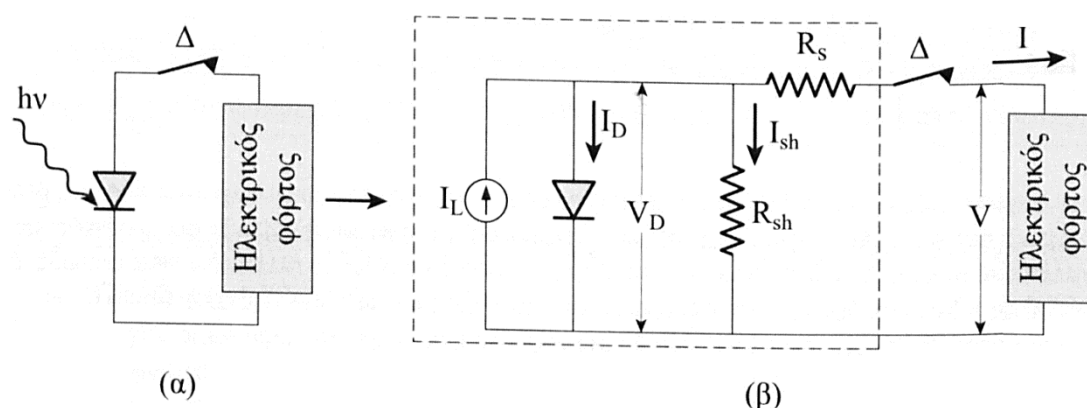 Δ
hν
Ηλεκτρικός
φόρτος
(α)
R_s
Δ
I
I_D
I_sh
I_L
V_D
R_sh
V
Ηλεκτρικός
φόρτος
(β)